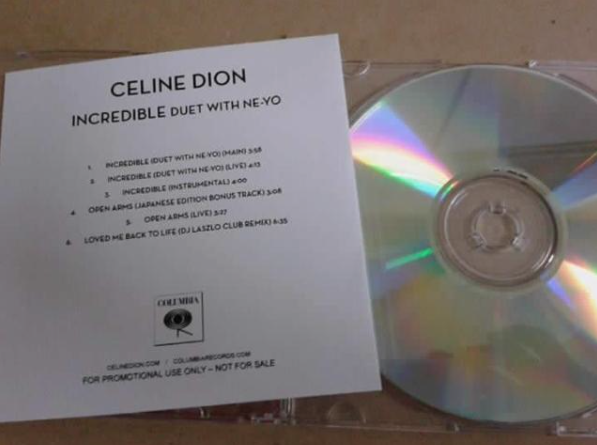 CELINE DION
INCREDIBLE DUET WITH NE-YO
1. INCREDIBLE (DUET WITH NE-YO) (MAIN) 3:58
2. INCREDIBLE (DUET WITH NE-YO) (LIVE) 4:13
3. INCREDIBLE (INSTRUMENTAL) 4:00
4. OPEN ARMS (JAPANESE EDITION BONUS TRACK) 3:08
5. OPEN ARMS (LIVE) 3:27
6. LOVED ME BACK TO LIFE (DJ LASZLO CLUB REMIX) 6:35
COLUMBIA
CELINEDION.COM / COLUMBIARECORDS.COM
FOR PROMOTIONAL USE ONLY – NOT FOR SALE